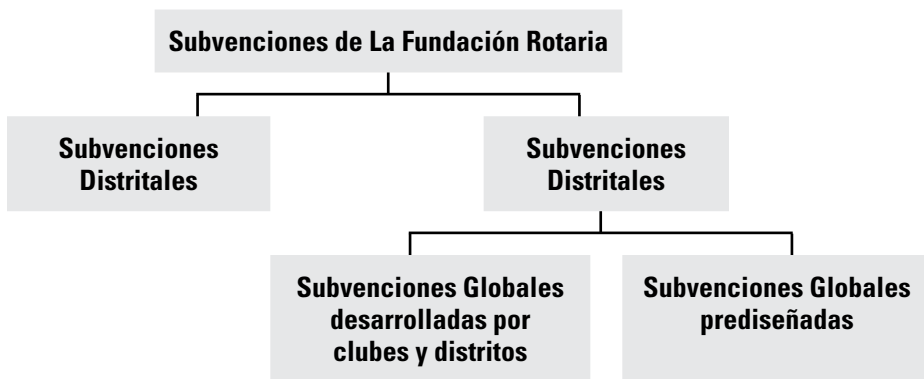 Subvenciones de La Fundación Rotaria
Subvenciones
Distritales
Subvenciones
Distritales
Subvenciones Globales
desarrolladas por
clubes y distritos
Subvenciones Globales
prediseñadas